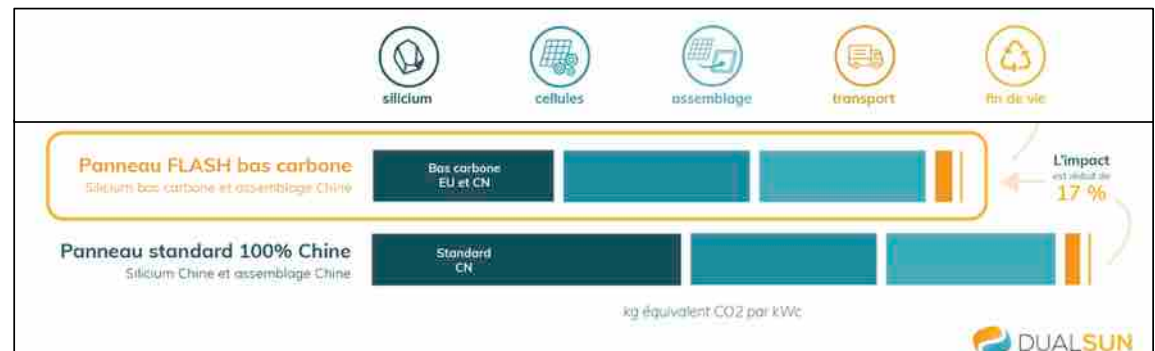 silicium
cellules
assemblage
transport
fin de vie
Panneau FLASH bas carbone
Silicium bas carbone et assemblage Chine
Bas carbone
EU et CN
L'impact
est réduit de
17 %
Panneau standard 100% Chine
Silicium Chine et assemblage Chine
Standard
CN
kg équivalent CO2 par kWc
DUALSUN